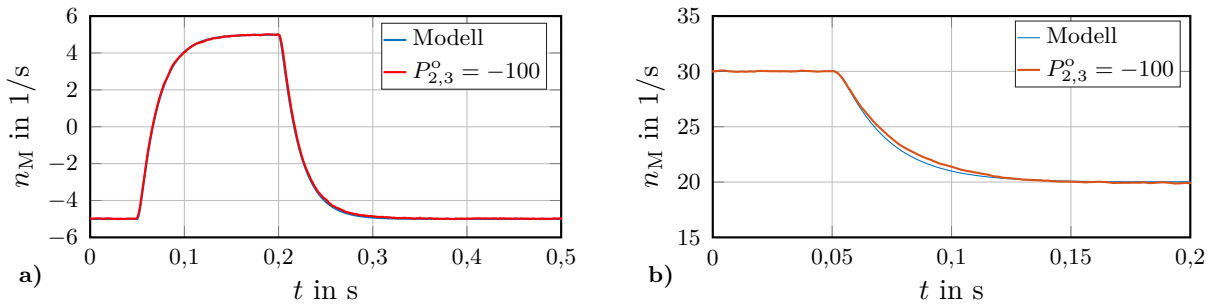 6
4
2
0
−2
−4
−6
n_M in 1/s
0
0,1
0,2
0,3
0,4
0,5
t in s
Modell
P°_{2,3} = −100
a)
35
30
25
20
15
n_M in 1/s
0
0,05
0,1
0,15
0,2
t in s
Modell
P°_{2,3} = −100
b)